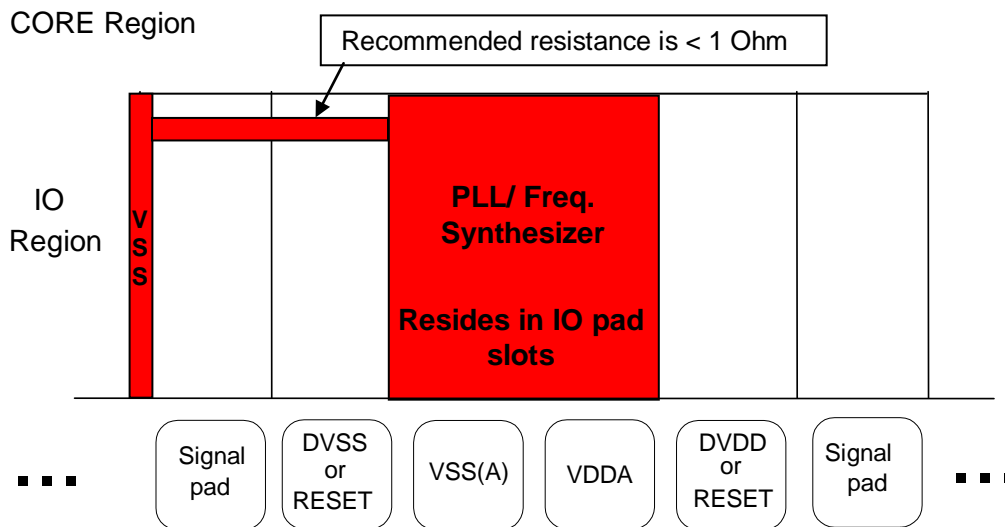 CORE Region
Recommended resistance is < 1 Ohm
IO
Region
V
S
S
PLL/ Freq.
Synthesizer
Resides in IO pad
slots
Signal
pad
DVSS
or
RESET
VSS(A)
VDDA
DVDD
or
RESET
Signal
pad